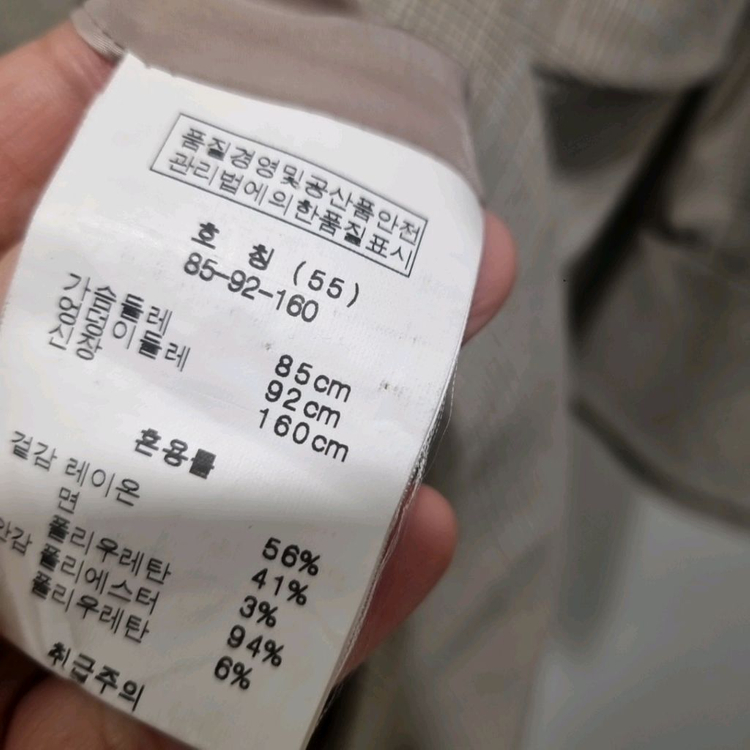 품질경영및공산품안전
관리법에의한품질표시
호 칭 (55)
85-92-160
가슴둘레 85cm
엉덩이둘레 92cm
신장 160cm
혼용률
겉감 레이온 56%
면 41%
폴리우레탄 3%
안감 폴리에스터 94%
폴리우레탄 6%
취급주의